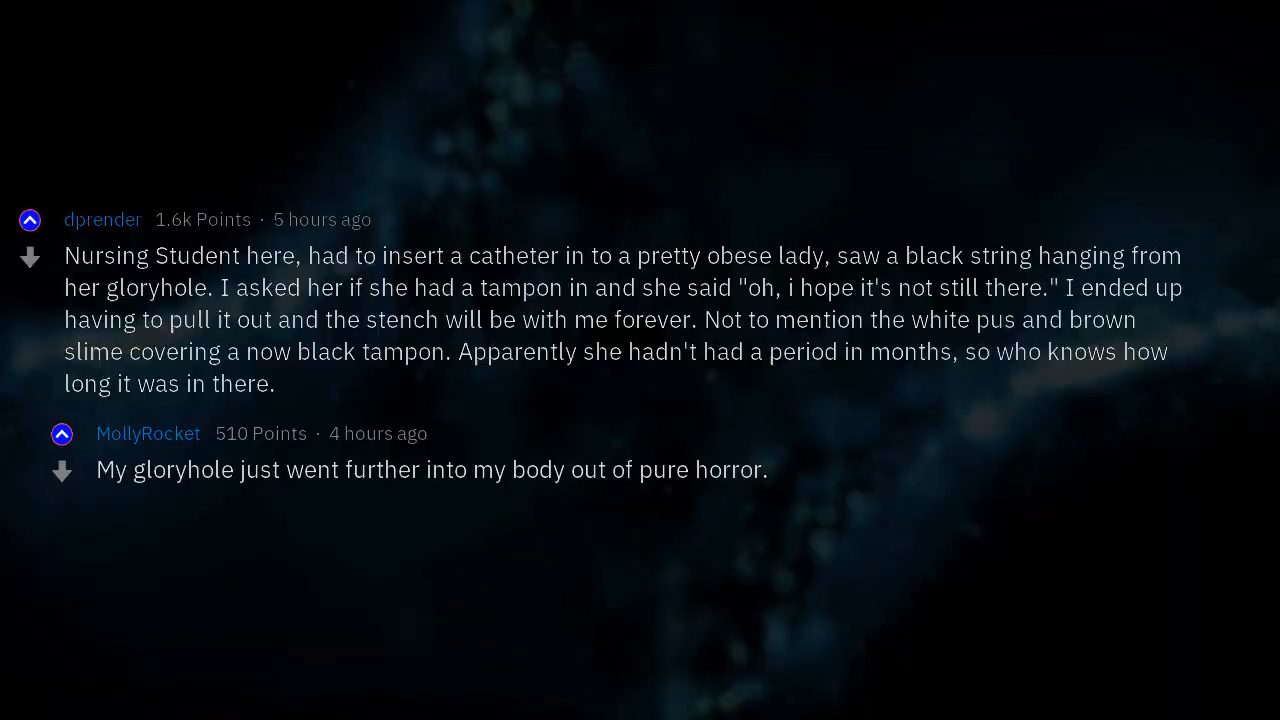 dprender 1.6k Points · 5 hours ago
Nursing Student here, had to insert a catheter in to a pretty obese lady, saw a black string hanging from
her gloryhole. I asked her if she had a tampon in and she said "oh, i hope it's not still there." I ended up
having to pull it out and the stench will be with me forever. Not to mention the white pus and brown
slime covering a now black tampon. Apparently she hadn't had a period in months, so who knows how
long it was in there.
MollyRocket 510 Points · 4 hours ago
My gloryhole just went further into my body out of pure horror.